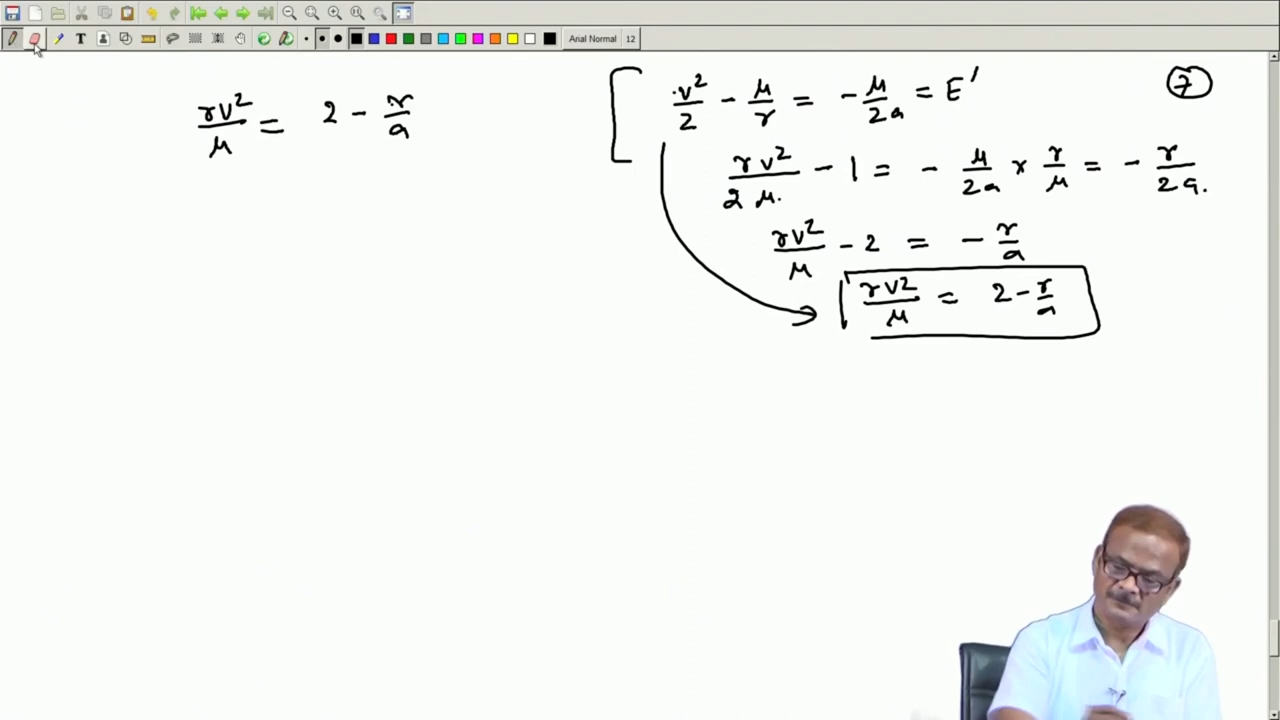 Arial Normal 12
rv²/μ = 2 - r/a
v²/2 - μ/r = - μ/2a = E′
⑦
rv²/2μ. - 1 = - μ/2a × r/μ = - r/2a.
rv²/μ - 2 = - r/a
rv²/μ = 2 - r/a